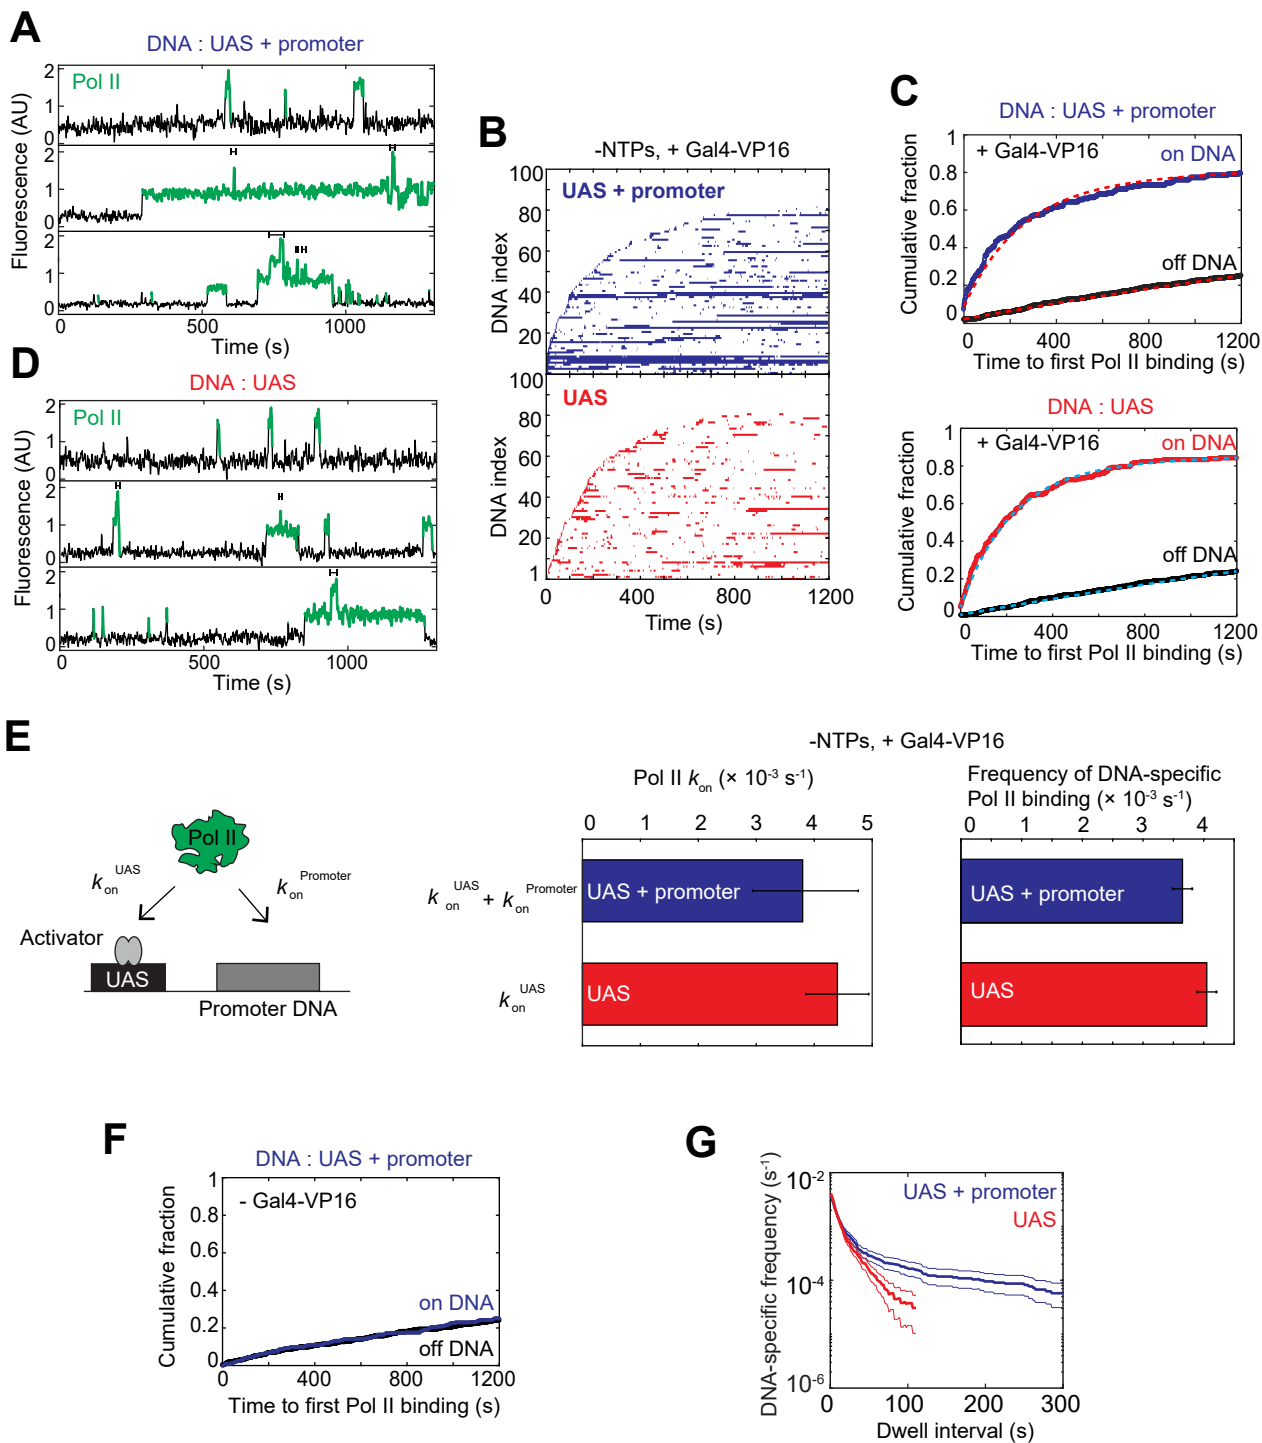 A
DNA : UAS + promoter
Pol II
Fluorescence (AU)
2
1
0
2
1
0
2
1
0
0
500
1000
Time (s)
B
-NTPs, + Gal4-VP16
UAS + promoter
DNA index
100
80
60
40
20
UAS
DNA index
100
80
60
40
20
1
0
400
800
1200
Time (s)
C
DNA : UAS + promoter
+ Gal4-VP16
on DNA
off DNA
Cumulative fraction
1
0.8
0.6
0.4
0.2
0
0
400
800
1200
Time to first Pol II binding (s)
DNA : UAS
+ Gal4-VP16
on DNA
off DNA
Cumulative fraction
1
0.8
0.6
0.4
0.2
0
0
400
800
1200
Time to first Pol II binding (s)
D
DNA : UAS
Pol II
Fluorescence (AU)
2
1
0
2
1
0
2
1
0
0
500
1000
Time (s)
E
Pol II
kon UAS
kon Promoter
Activator
UAS
Promoter DNA
-NTPs, + Gal4-VP16
Pol II kon (× 10-3 s-1)
0 1 2 3 4 5
kon UAS + kon Promoter
UAS + promoter
kon UAS
UAS
Frequency of DNA-specific
Pol II binding (× 10-3 s-1)
0 1 2 3 4
UAS + promoter
UAS
F
DNA : UAS + promoter
- Gal4-VP16
on DNA
off DNA
Cumulative fraction
1
0.8
0.6
0.4
0.2
0
0
400
800
1200
Time to first Pol II binding (s)
G
UAS + promoter
UAS
DNA-specific frequency (s-1)
10-2
10-4
10-6
0
100
200
300
Dwell interval (s)